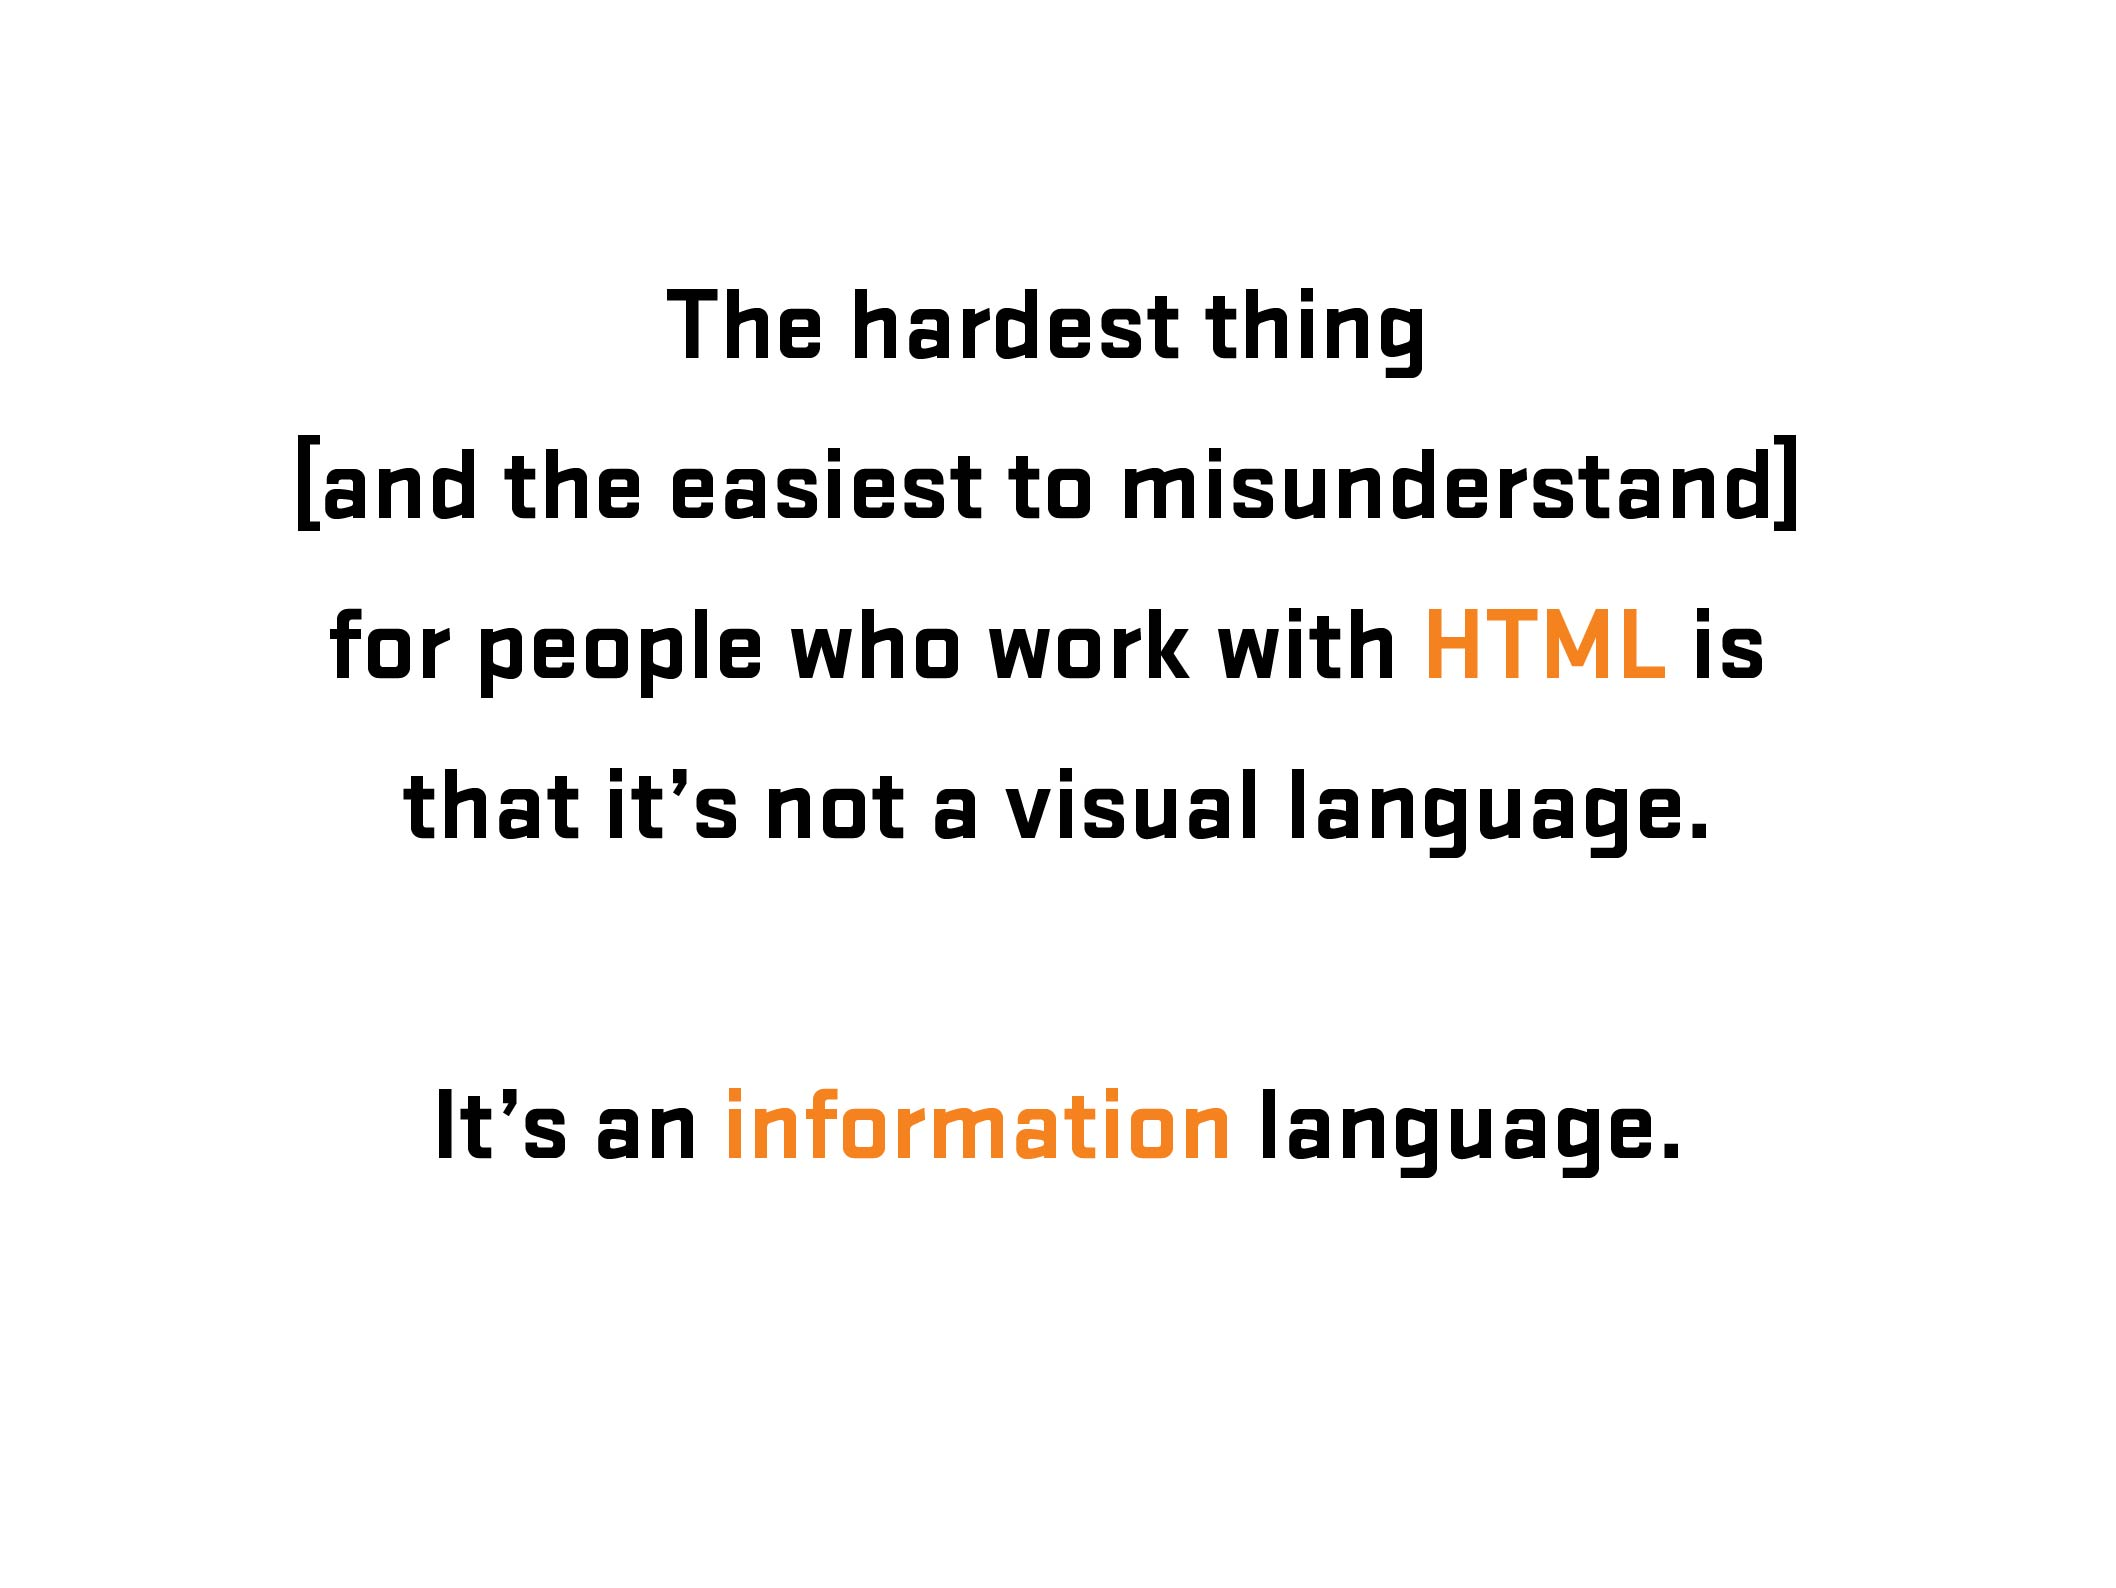 The hardest thing
[and the easiest to misunderstand]
for people who work with HTML is
that it’s not a visual language.
It’s an information language.